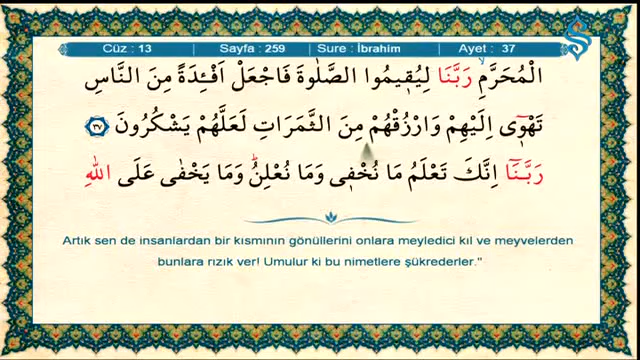 Cüz : 13 Sayfa : 259 Sure : İbrahim Ayet : 37
الْمُحَرَّمِۙ رَبَّنَا لِيُقٖيمُوا الصَّلٰوةَ فَاجْعَلْ اَفْـِٔدَةً مِنَ النَّاسِ
تَهْوٖٓى اِلَيْهِمْ وَارْزُقْهُمْ مِنَ الثَّمَرَاتِ لَعَلَّهُمْ يَشْكُرُونَ ﴿٣٧﴾
رَبَّنَٓا اِنَّكَ تَعْلَمُ مَا نُخْفٖى وَمَا نُعْلِنُؕ وَمَا يَخْفٰى عَلَى اللّٰهِ
Artık sen de insanlardan bir kısmının gönüllerini onlara meyledici kıl ve meyvelerden
bunlara rızık ver! Umulur ki bu nimetlere şükrederler."